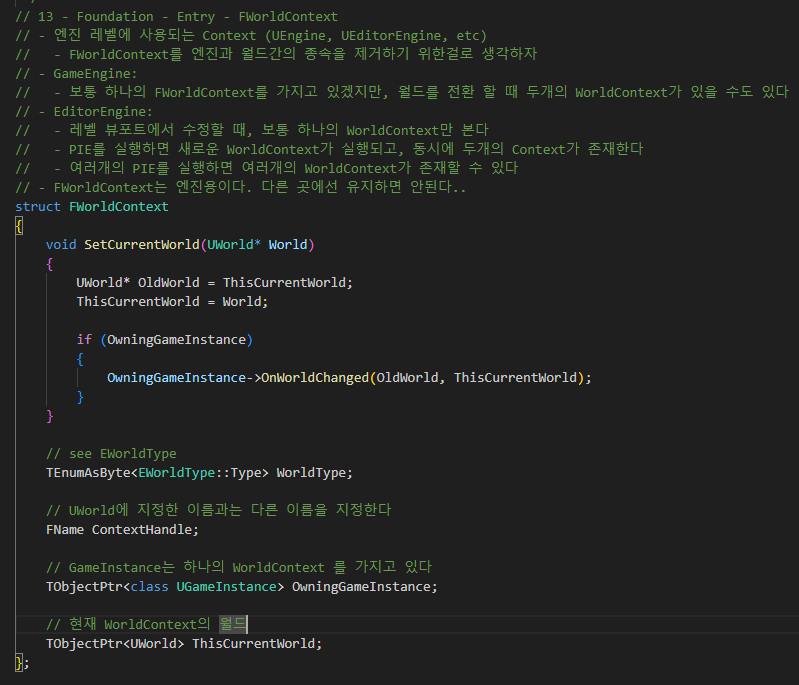 // 13 - Foundation - Entry - FWorldContext
// - 엔진 레벨에 사용되는 Context (UEngine, UEditorEngine, etc)
//   - FWorldContext를 엔진과 월드간의 종속을 제거하기 위한걸로 생각하자
// - GameEngine:
//   - 보통 하나의 FWorldContext를 가지고 있겠지만, 월드를 전환 할 때 두개의 WorldContext가 있을 수도 있다
// - EditorEngine:
//   - 레벨 뷰포트에서 수정할 때, 보통 하나의 WorldContext만 본다
//   - PIE를 실행하면 새로운 WorldContext가 실행되고, 동시에 두개의 Context가 존재한다
//   - 여러개의 PIE를 실행하면 여러개의 WorldContext가 존재할 수 있다
// - FWorldContext는 엔진용이다. 다른 곳에선 유지하면 안된다..
struct FWorldContext
{
    void SetCurrentWorld(UWorld* World)
    {
        UWorld* OldWorld = ThisCurrentWorld;
        ThisCurrentWorld = World;

        if (OwningGameInstance)
        {
            OwningGameInstance->OnWorldChanged(OldWorld, ThisCurrentWorld);
        }
    }

    // see EWorldType
    TEnumAsByte<EWorldType::Type> WorldType;

    // UWorld에 지정한 이름과는 다른 이름을 지정한다
    FName ContextHandle;

    // GameInstance는 하나의 WorldContext 를 가지고 있다
    TObjectPtr<class UGameInstance> OwningGameInstance;

    // 현재 WorldContext의 월드
    TObjectPtr<UWorld> ThisCurrentWorld;
};